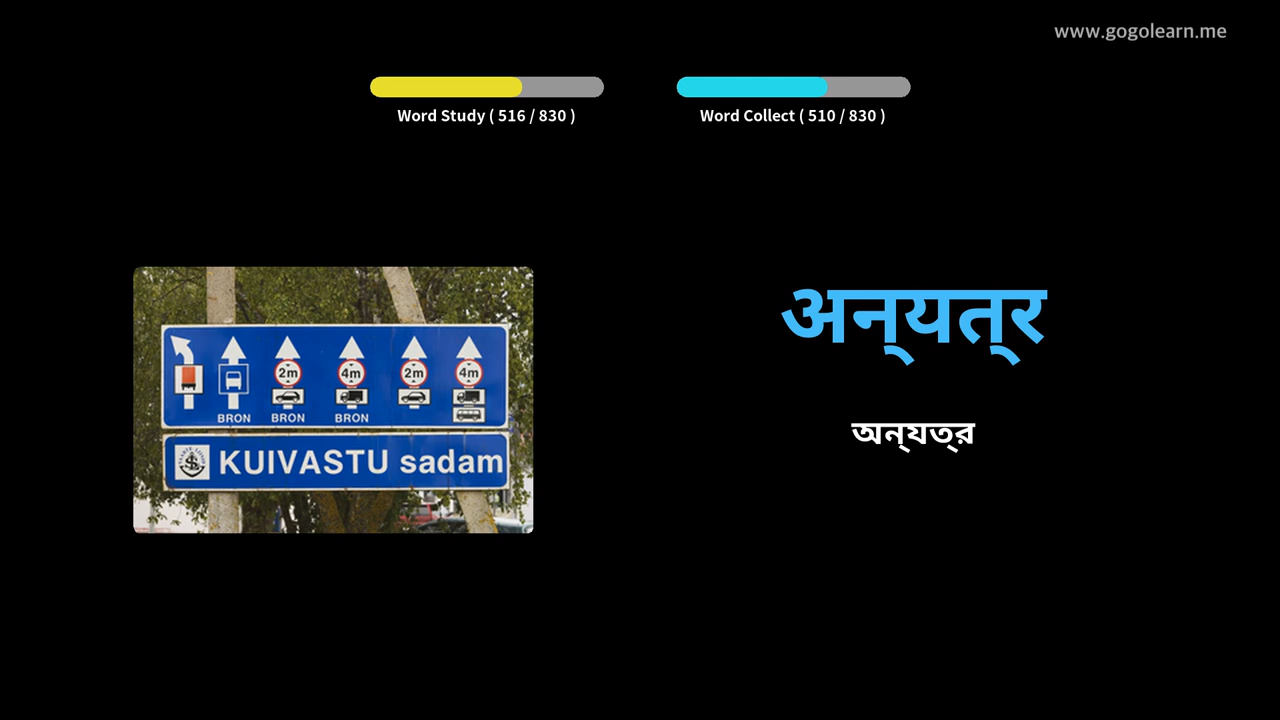 www.gogolearn.me
Word Study ( 516 / 830 )
Word Collect ( 510 / 830 )
अन्‌यत्‌र
অন্‌যত্‌র
2m 4m 2m 4m
BRON BRON BRON
KUIVASTU sadam